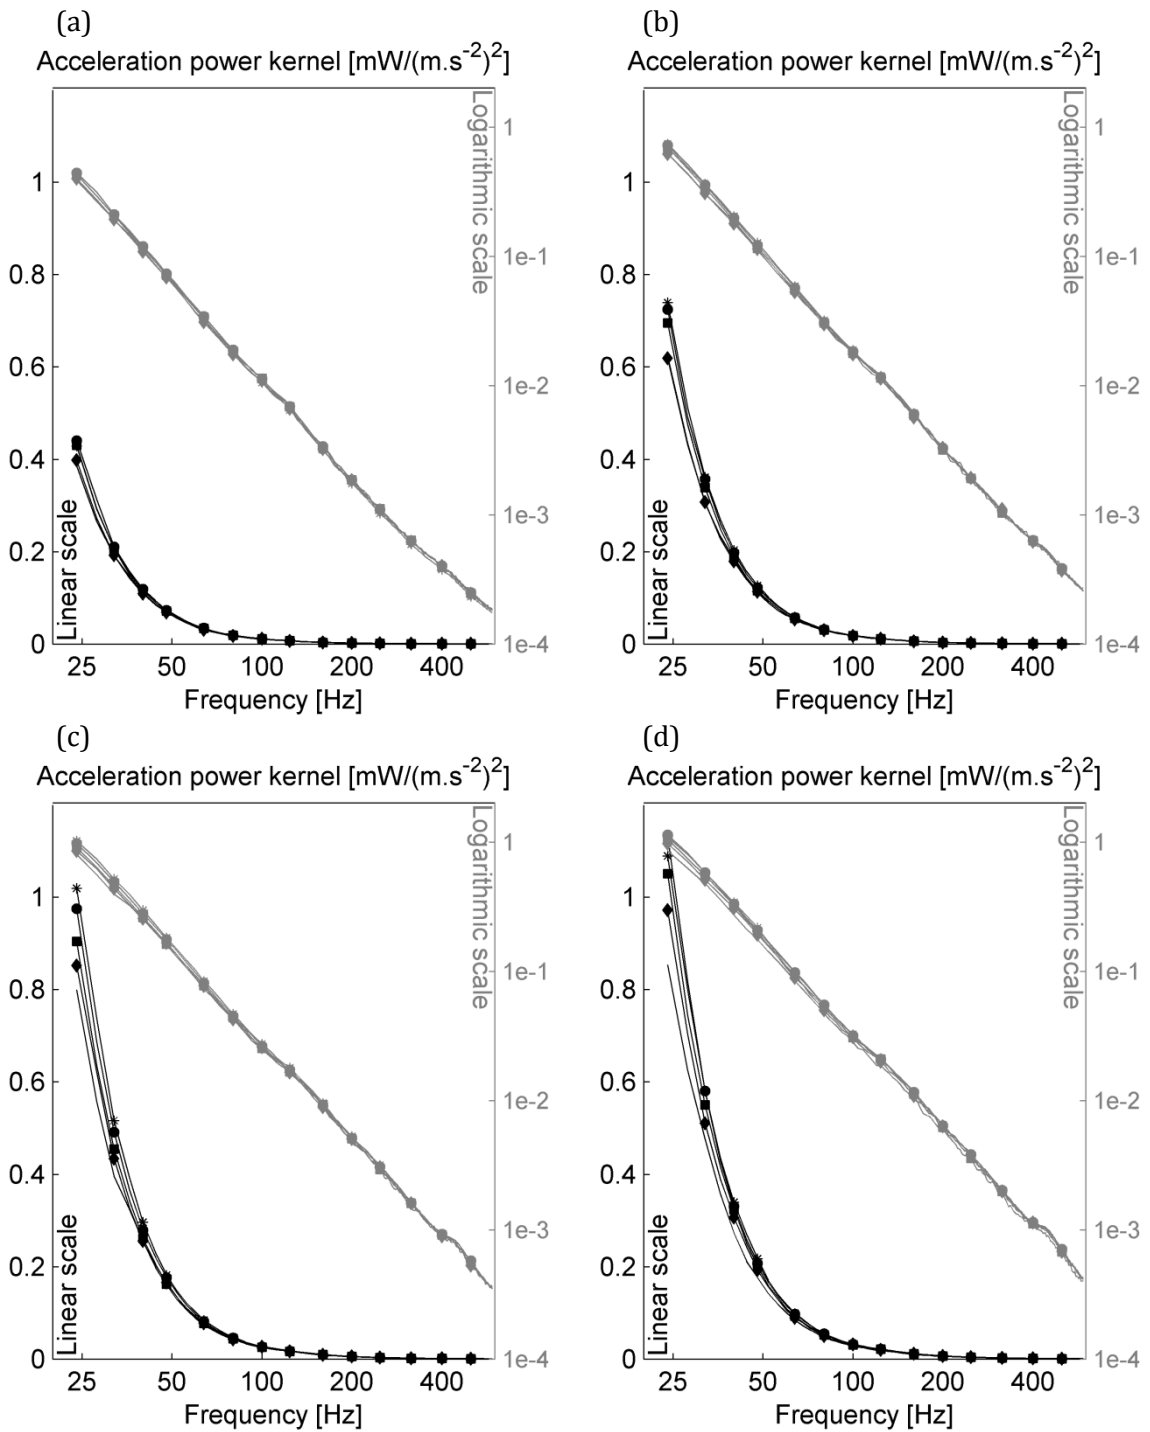 (a)
Acceleration power kernel [mW/(m.s⁻²)²]
Logarithmic scale
1
1e-1
1e-2
1e-3
1e-4
1
0.8
0.6
0.4
0.2
0
Linear scale
25 50 100 200 400
Frequency [Hz]
(b)
Acceleration power kernel [mW/(m.s⁻²)²]
Logarithmic scale
1
1e-1
1e-2
1e-3
1e-4
1
0.8
0.6
0.4
0.2
0
Linear scale
25 50 100 200 400
Frequency [Hz]
(c)
Acceleration power kernel [mW/(m.s⁻²)²]
Logarithmic scale
1
1e-1
1e-2
1e-3
1e-4
1
0.8
0.6
0.4
0.2
0
Linear scale
25 50 100 200 400
Frequency [Hz]
(d)
Acceleration power kernel [mW/(m.s⁻²)²]
Logarithmic scale
1
1e-1
1e-2
1e-3
1e-4
1
0.8
0.6
0.4
0.2
0
Linear scale
25 50 100 200 400
Frequency [Hz]